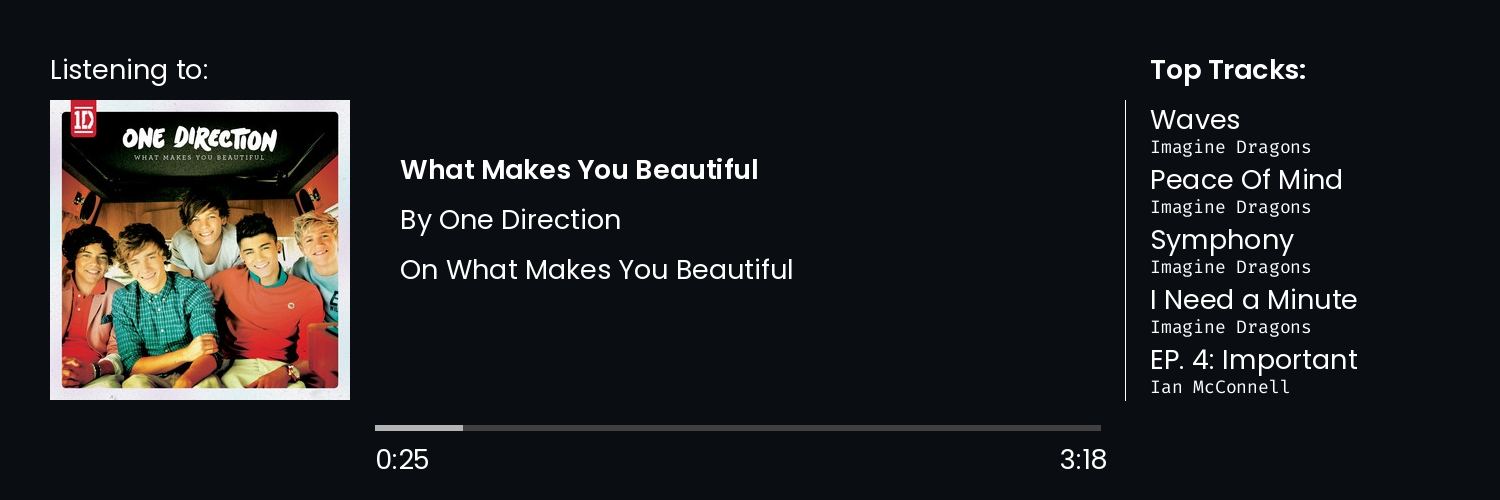 Listening to:
1D
ONE DIRECTION
WHAT MAKES YOU BEAUTIFUL
What Makes You Beautiful
By One Direction
On What Makes You Beautiful
0:25
3:18
Top Tracks:
Waves
Imagine Dragons
Peace Of Mind
Imagine Dragons
Symphony
Imagine Dragons
I Need a Minute
Imagine Dragons
EP. 4: Important
Ian McConnell